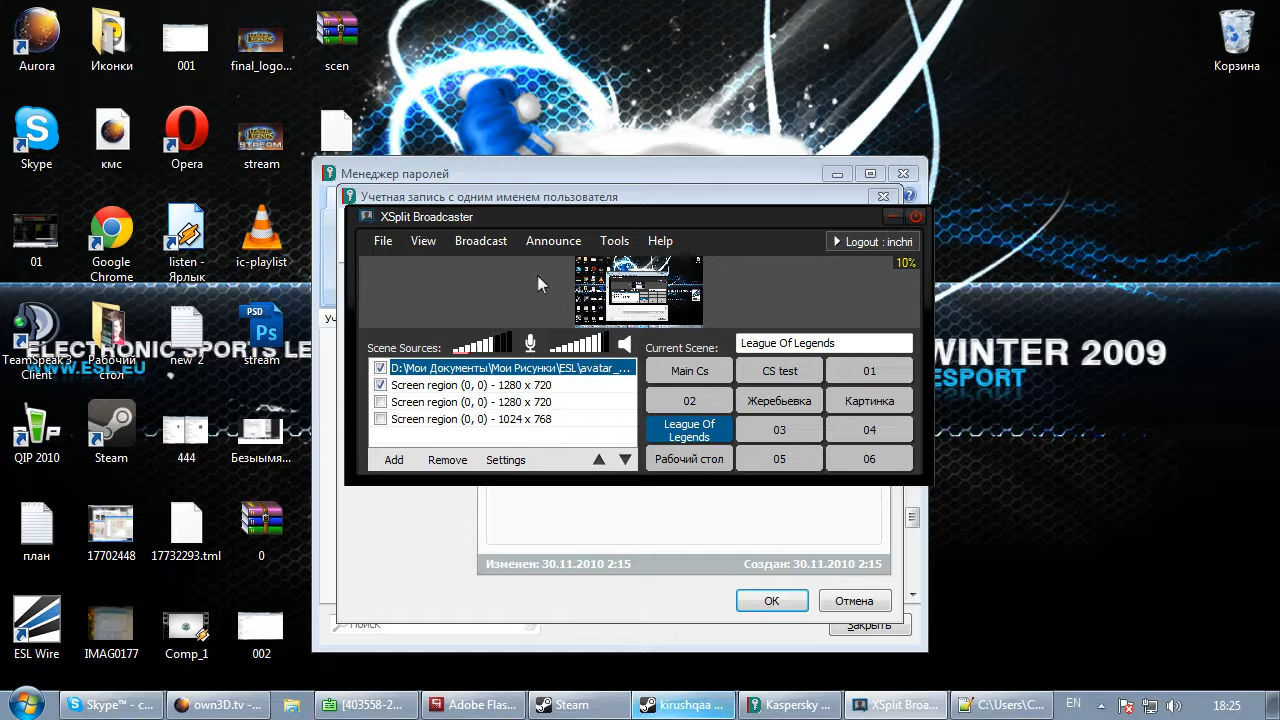 Aurora
Иконки
001
final_logo...
scen
Корзина
Skype
кмс
Opera
stream
01
Google Chrome
listen - Ярлык
ic-playlist
TeamSpeak 3 Client
Рабочий стол
new 2
stream
QIP 2010
Steam
444
Безымям...
план
17702448
17732293.tml
0
ESL Wire
IMAG0177
Comp_1
002
WWW.ESL.EU
ELECTRONIC SPORTS LE
WINTER 2009
ESPORT
Менеджер паролей
Учетная запись с одним именем пользователя
XSplit Broadcaster
File View Broadcast Announce Tools Help
Logout : inchri
10%
Scene Sources:
Current Scene:
League Of Legends
D:\Мои Документы\Мои Рисунки\ESL\avatar_...
Screen region (0, 0) - 1280 x 720
Screen region (0, 0) - 1280 x 720
Screen region (0, 0) - 1024 x 768
Add Remove Settings
Main Cs CS test 01
02 Жеребьевка Картинка
League Of Legends 03 04
Рабочий стол 05 06
Изменен: 30.11.2010 2:15
Создан: 30.11.2010 2:15
OK Отмена
Поиск
Закрыть
Skype™ - с...
own3D.tv -...
[403558-2...
Adobe Flas...
Steam
kirushqaa ...
Kaspersky ...
XSplit Broa...
C:\Users\C...
EN
18:25